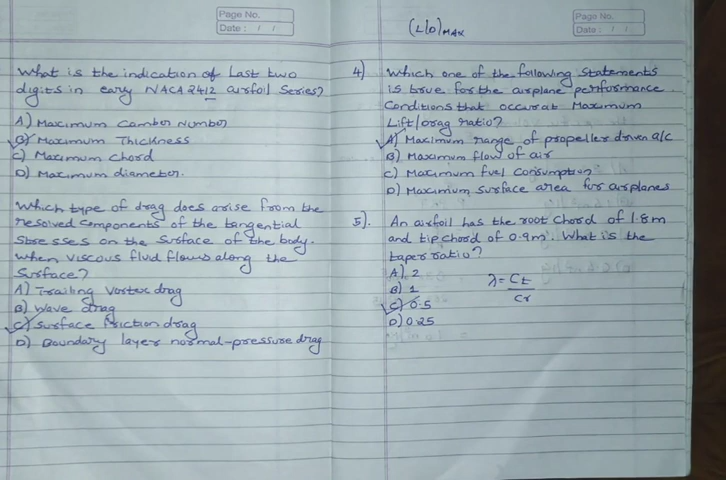 Page No.
Date : / /
What is the indication of Last two
digits in eary NACA 2412 airfoil Series?
A) Maximum Camber Number
B) Maximum Thickness
C) Maximum Chord
D) Maximum diameter.
Which type of drag does arise from the
resolved components of the tangential
Stresses on the Surface of the body.
When viscous fluid flows along the
Surface?
A) Trailing Vortex drag
B) Wave drag
C) Surface friction drag
D) Boundary layer normal-pressure drag
(L/D)MAX
Page No.
Date : / /
4) Which one of the following Statements
is true for the airplane performance
Conditions that occur at Maximum
Lift/drag ratio?
A) Maximum range of propeller driven a/c
B) Maximum flow of air
C) Maximum fuel Consumption
D) Maximium Surface area for airplanes
5). An airfoil has the root Chord of 1.8m
and tip chord of 0.9m. What is the
taper ratio?
A) 2
B) 1
C) 0.5
D) 0.25
λ = Ct
Cr